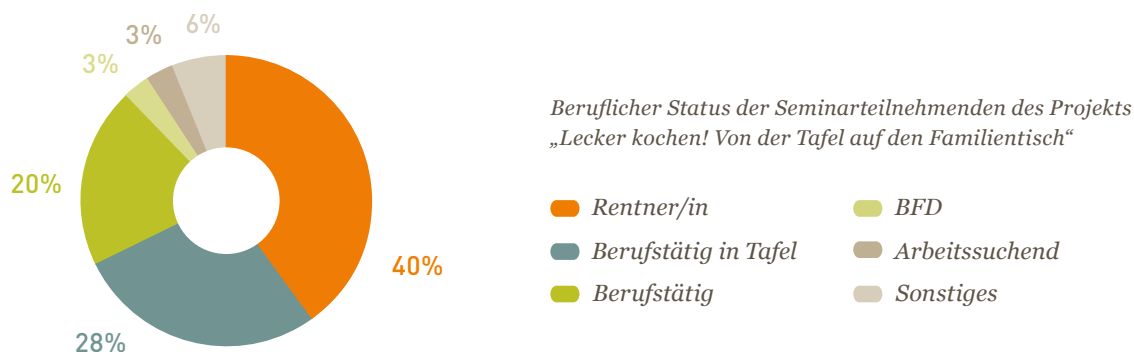 6%
3%
3%
20%
40%
28%
Beruflicher Status der Seminarteilnehmenden des Projekts
„Lecker kochen! Von der Tafel auf den Familientisch“
Rentner/in
Berufstätig in Tafel
Berufstätig
BFD
Arbeitssuchend
Sonstiges